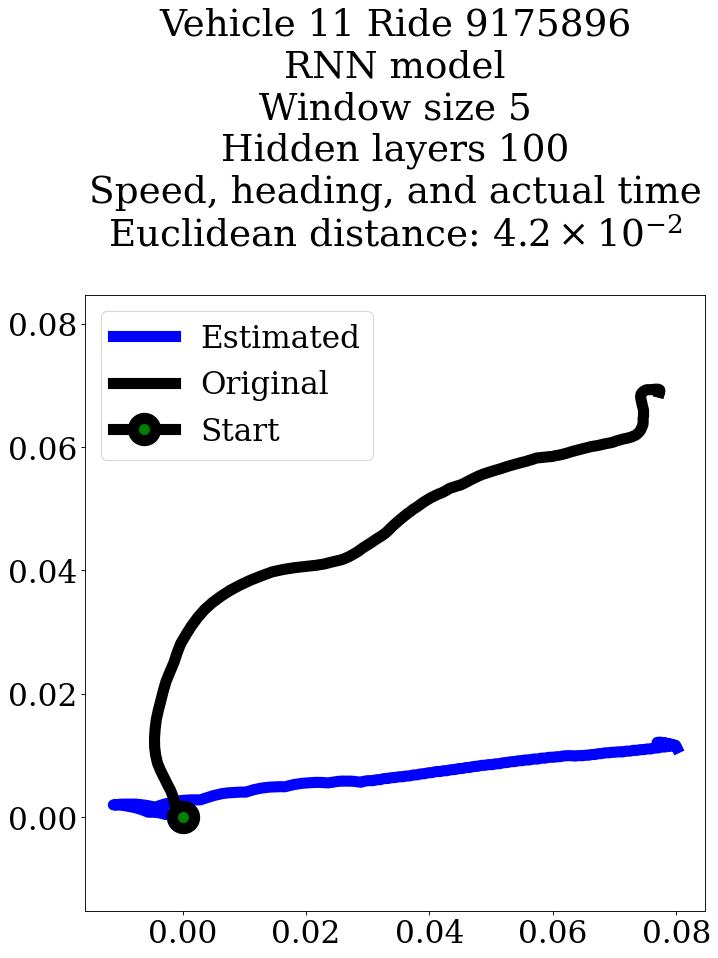 Vehicle 11 Ride 9175896
RNN model
Window size 5
Hidden layers 100
Speed, heading, and actual time
Euclidean distance: 4.2 × 10⁻²
Estimated
Original
Start
0.08
0.06
0.04
0.02
0.00
0.00 0.02 0.04 0.06 0.08